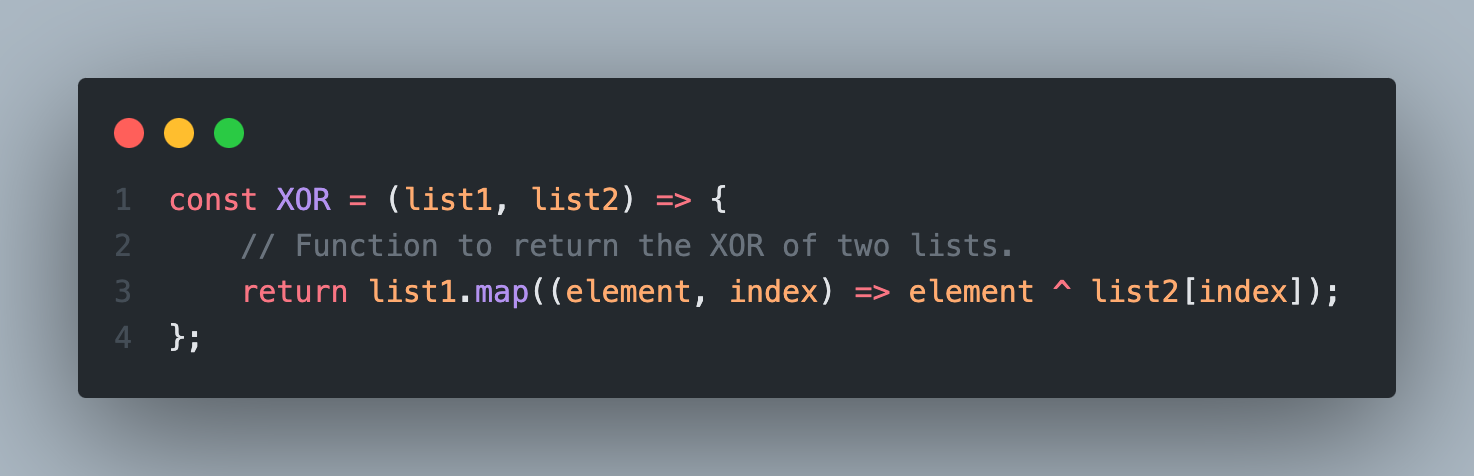 1 const XOR = (list1, list2) => {
2     // Function to return the XOR of two lists.
3     return list1.map((element, index) => element ^ list2[index]);
4 };